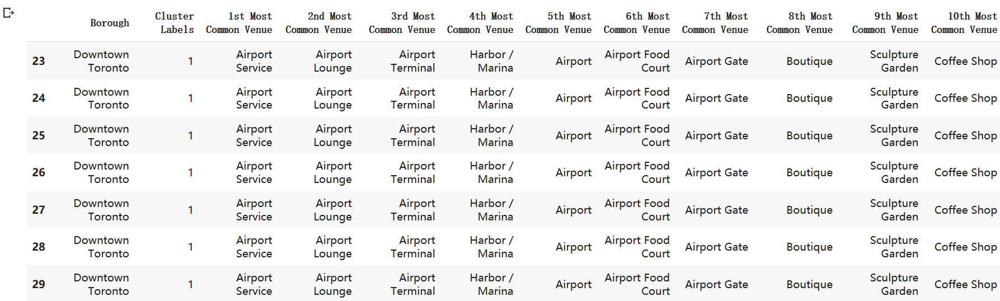 Borough Cluster Labels 1st Most Common Venue 2nd Most Common Venue 3rd Most Common Venue 4th Most Common Venue 5th Most Common Venue 6th Most Common Venue 7th Most Common Venue 8th Most Common Venue 9th Most Common Venue 10th Most Common Venue
23 Downtown Toronto 1 Airport Service Airport Lounge Airport Terminal Harbor / Marina Airport Airport Food Court Airport Gate Boutique Sculpture Garden Coffee Shop
24 Downtown Toronto 1 Airport Service Airport Lounge Airport Terminal Harbor / Marina Airport Airport Food Court Airport Gate Boutique Sculpture Garden Coffee Shop
25 Downtown Toronto 1 Airport Service Airport Lounge Airport Terminal Harbor / Marina Airport Airport Food Court Airport Gate Boutique Sculpture Garden Coffee Shop
26 Downtown Toronto 1 Airport Service Airport Lounge Airport Terminal Harbor / Marina Airport Airport Food Court Airport Gate Boutique Sculpture Garden Coffee Shop
27 Downtown Toronto 1 Airport Service Airport Lounge Airport Terminal Harbor / Marina Airport Airport Food Court Airport Gate Boutique Sculpture Garden Coffee Shop
28 Downtown Toronto 1 Airport Service Airport Lounge Airport Terminal Harbor / Marina Airport Airport Food Court Airport Gate Boutique Sculpture Garden Coffee Shop
29 Downtown Toronto 1 Airport Service Airport Lounge Airport Terminal Harbor / Marina Airport Airport Food Court Airport Gate Boutique Sculpture Garden Coffee Shop